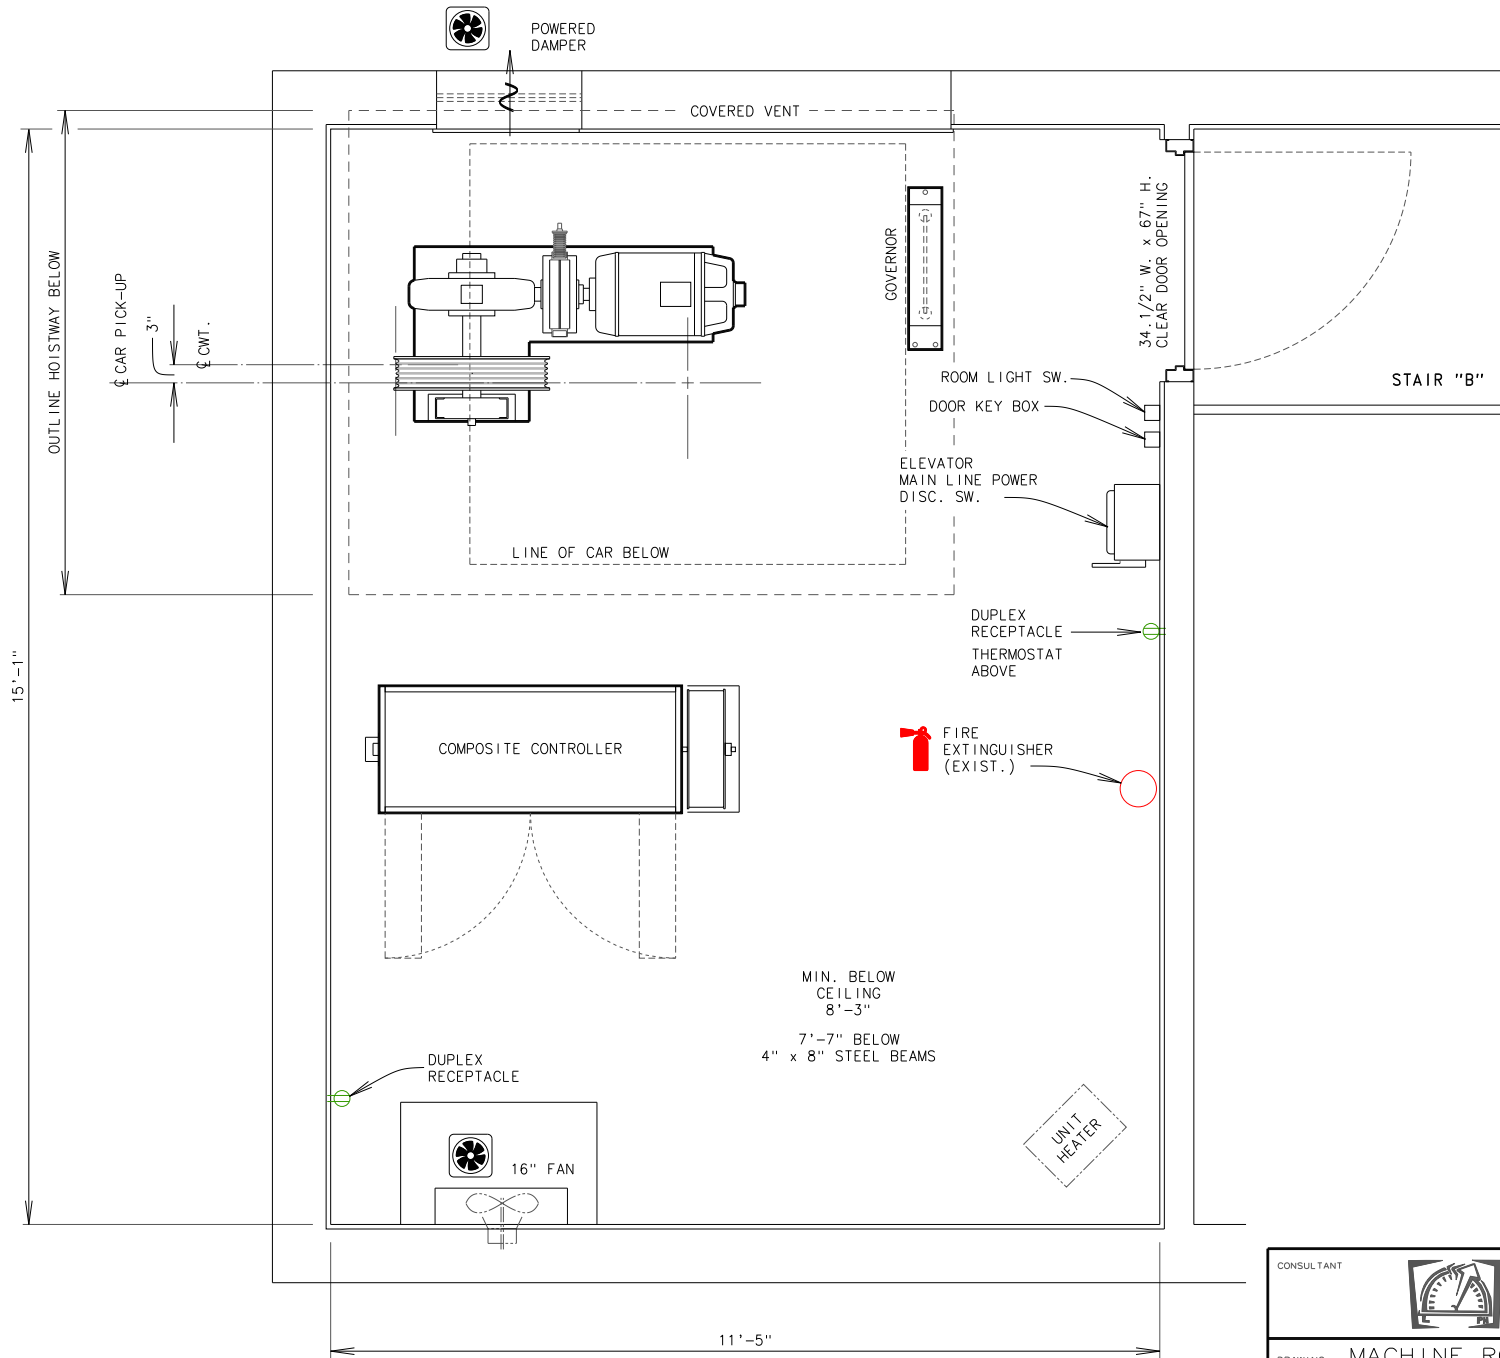 POWERED
DAMPER
COVERED VENT
OUTLINE HOISTWAY BELOW
℄ CAR PICK-UP
3"
℄ CWT.
GOVERNOR
34.1/2" W. x 67" H.
CLEAR DOOR OPENING
STAIR "B"
ROOM LIGHT SW.
DOOR KEY BOX
ELEVATOR
MAIN LINE POWER
DISC. SW.
LINE OF CAR BELOW
DUPLEX
RECEPTACLE
THERMOSTAT
ABOVE
15'-1"
COMPOSITE CONTROLLER
FIRE
EXTINGUISHER
(EXIST.)
MIN. BELOW
CEILING
8'-3"
7'-7" BELOW
4" x 8" STEEL BEAMS
DUPLEX
RECEPTACLE
16" FAN
UNIT
HEATER
CONSULTANT
11'-5"
MACHINE